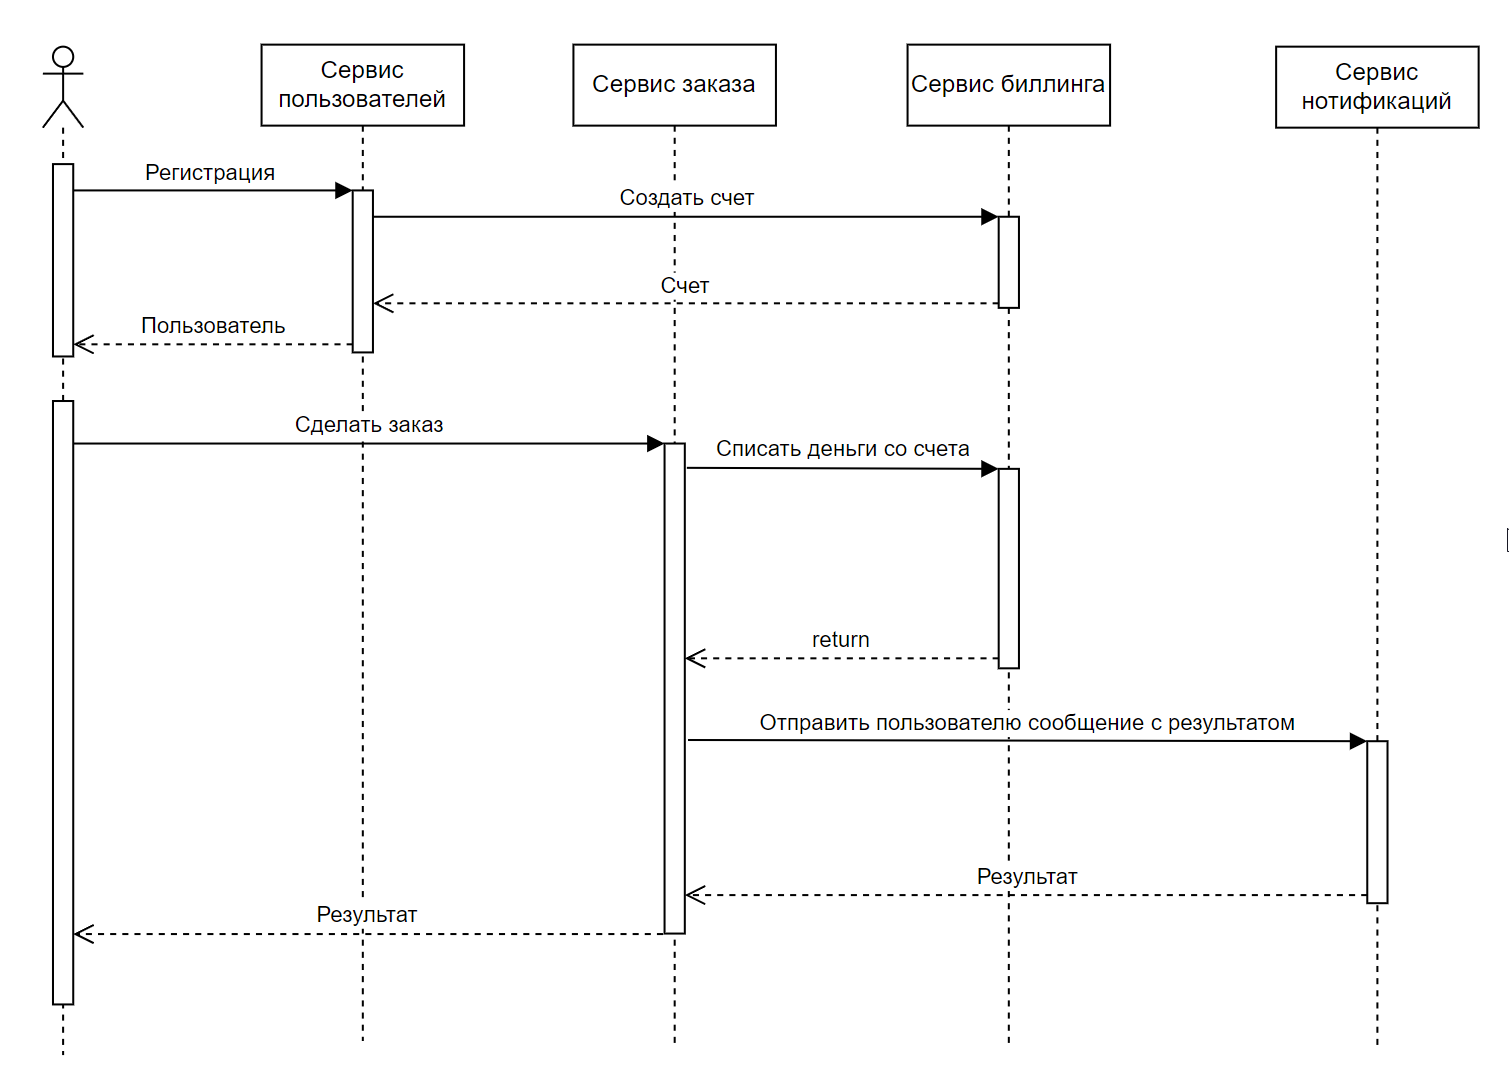 Сервис
пользователей
Сервис заказа
Сервис биллинга
Сервис
нотификаций
Регистрация
Создать счет
Счет
Пользователь
Сделать заказ
Списать деньги со счета
return
Отправить пользователю сообщение с результатом
Результат
Результат